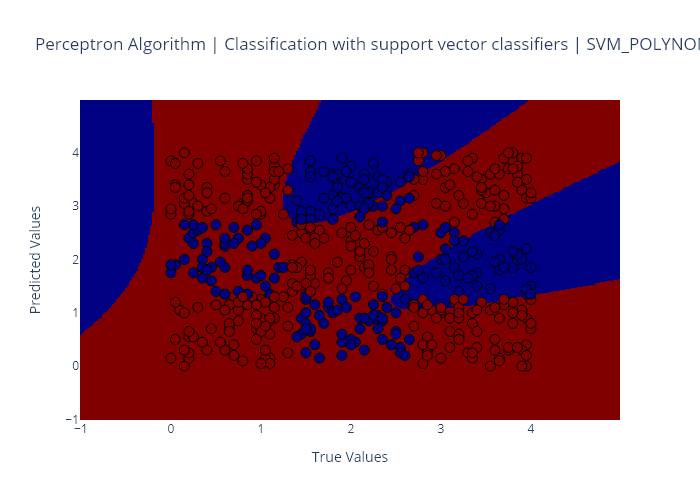 Perceptron Algorithm | Classification with support vector classifiers | SVM_POLYNO
4
3
2
1
0
−1
−1 0 1 2 3 4
Predicted Values
True Values